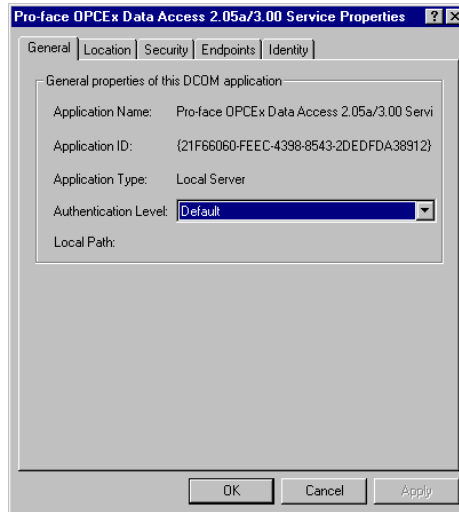 Pro-face OPCEx Data Access 2.05a/3.00 Service Properties
General Location Security Endpoints Identity
General properties of this DCOM application
Application Name: Pro-face OPCEx Data Access 2.05a/3.00 Servi
Application ID: {21F66060-FEEC-4398-8543-2DEDFDA38912}
Application Type: Local Server
Authentication Level: Default
Local Path:
OK Cancel Apply